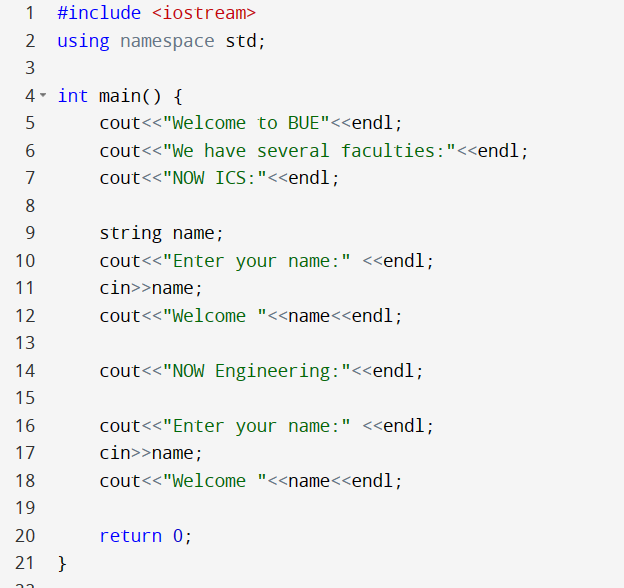 1 #include <iostream>
2 using namespace std;
3
4 int main() {
5 cout<<"Welcome to BUE"<<endl;
6 cout<<"We have several faculties:"<<endl;
7 cout<<"NOW ICS:"<<endl;
8
9 string name;
10 cout<<"Enter your name:" <<endl;
11 cin>>name;
12 cout<<"Welcome "<<name<<endl;
13
14 cout<<"NOW Engineering:"<<endl;
15
16 cout<<"Enter your name:" <<endl;
17 cin>>name;
18 cout<<"Welcome "<<name<<endl;
19
20 return 0;
21 }